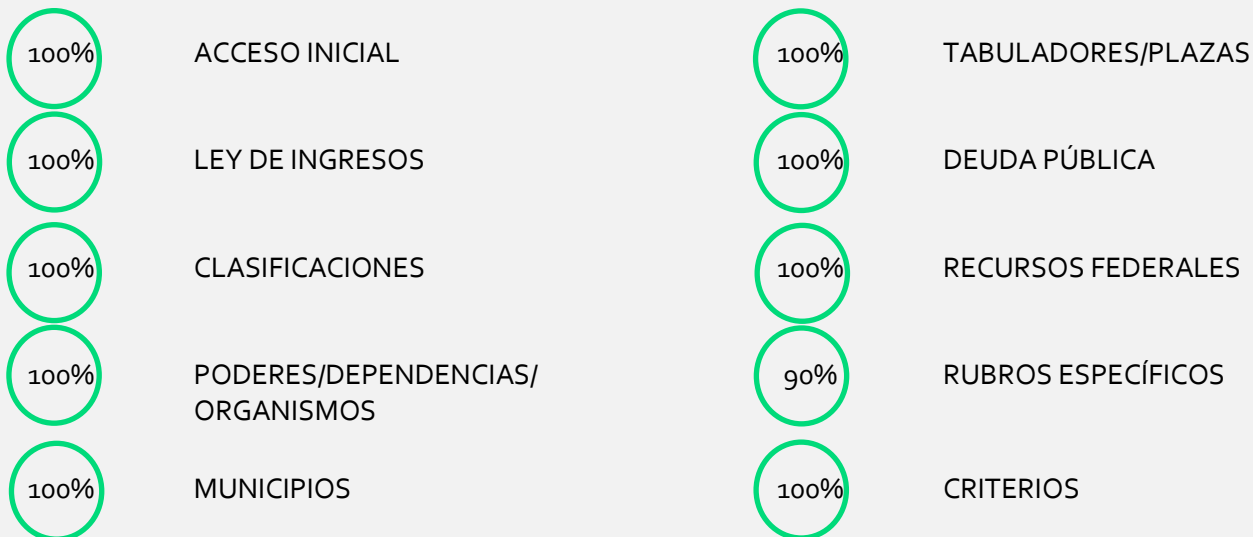 100% ACCESO INICIAL
100% LEY DE INGRESOS
100% CLASIFICACIONES
100% PODERES/DEPENDENCIAS/
ORGANISMOS
100% MUNICIPIOS
100% TABULADORES/PLAZAS
100% DEUDA PÚBLICA
100% RECURSOS FEDERALES
90% RUBROS ESPECÍFICOS
100% CRITERIOS